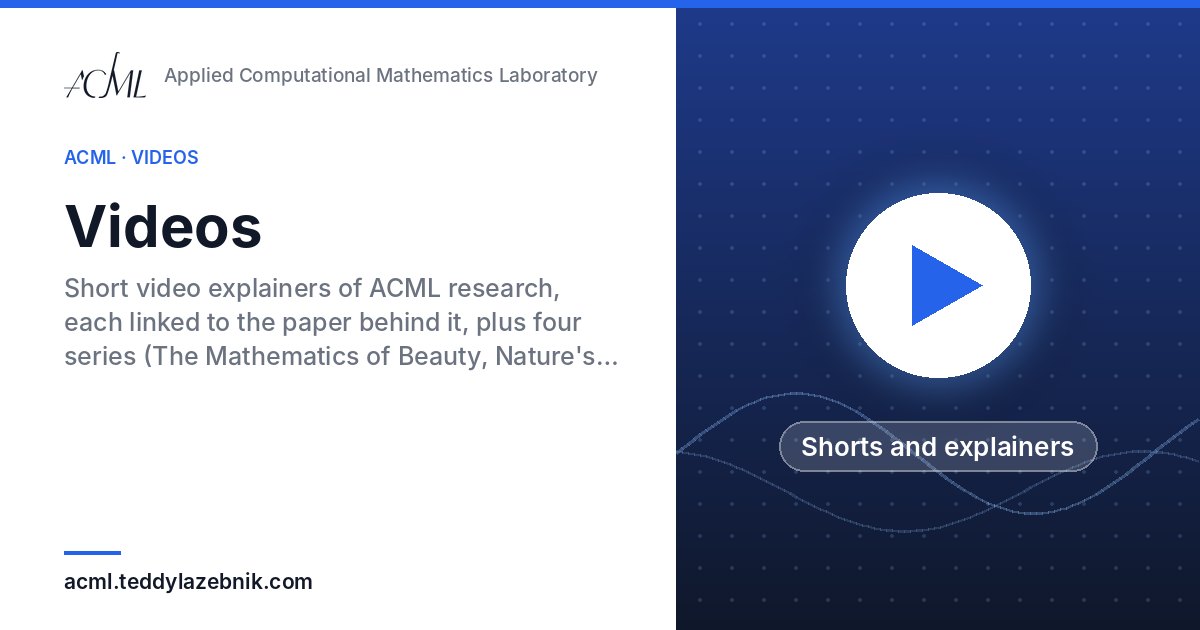 ACML Applied Computational Mathematics Laboratory
ACML · VIDEOS
Videos
Short video explainers of ACML research,
each linked to the paper behind it, plus four
series (The Mathematics of Beauty, Nature's...
Shorts and explainers
acml.teddylazebnik.com